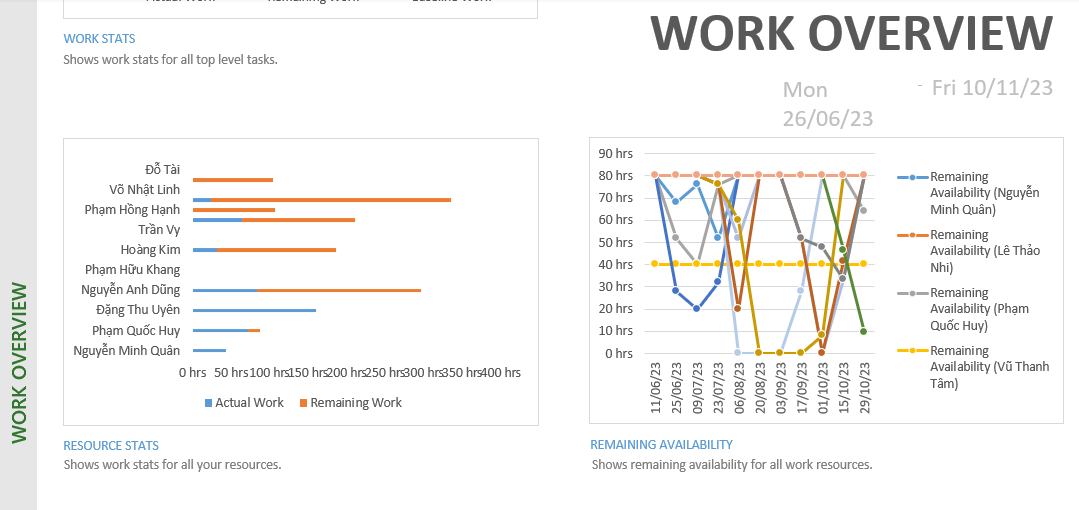 WORK STATS
Shows work stats for all top level tasks.
WORK OVERVIEW
Mon
26/06/23
- Fri 10/11/23
WORK OVERVIEW
Đỗ Tài
Võ Nhật Linh
Phạm Hồng Hạnh
Trần Vy
Hoàng Kim
Phạm Hữu Khang
Nguyễn Anh Dũng
Đặng Thu Uyên
Phạm Quốc Huy
Nguyễn Minh Quân
0 hrs 50 hrs 100 hrs 150 hrs 200 hrs 250 hrs 300 hrs 350 hrs 400 hrs
Actual Work Remaining Work
RESOURCE STATS
Shows work stats for all your resources.
90 hrs
80 hrs
70 hrs
60 hrs
50 hrs
40 hrs
30 hrs
20 hrs
10 hrs
0 hrs
11/06/23
25/06/23
09/07/23
23/07/23
06/08/23
20/08/23
03/09/23
17/09/23
01/10/23
15/10/23
29/10/23
Remaining
Availability (Nguyễn
Minh Quân)
Remaining
Availability (Lê Thảo
Nhi)
Remaining
Availability (Phạm
Quốc Huy)
Remaining
Availability (Vũ Thanh
Tâm)
REMAINING AVAILABILITY
Shows remaining availability for all work resources.